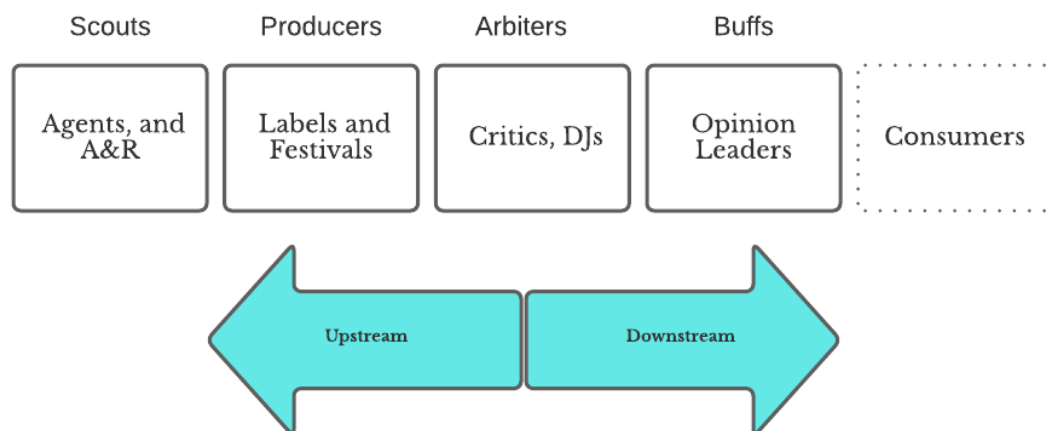 Scouts
Producers
Arbiters
Buffs
Agents, and
A&R
Labels and
Festivals
Critics, DJs
Opinion
Leaders
Consumers
Upstream
Downstream